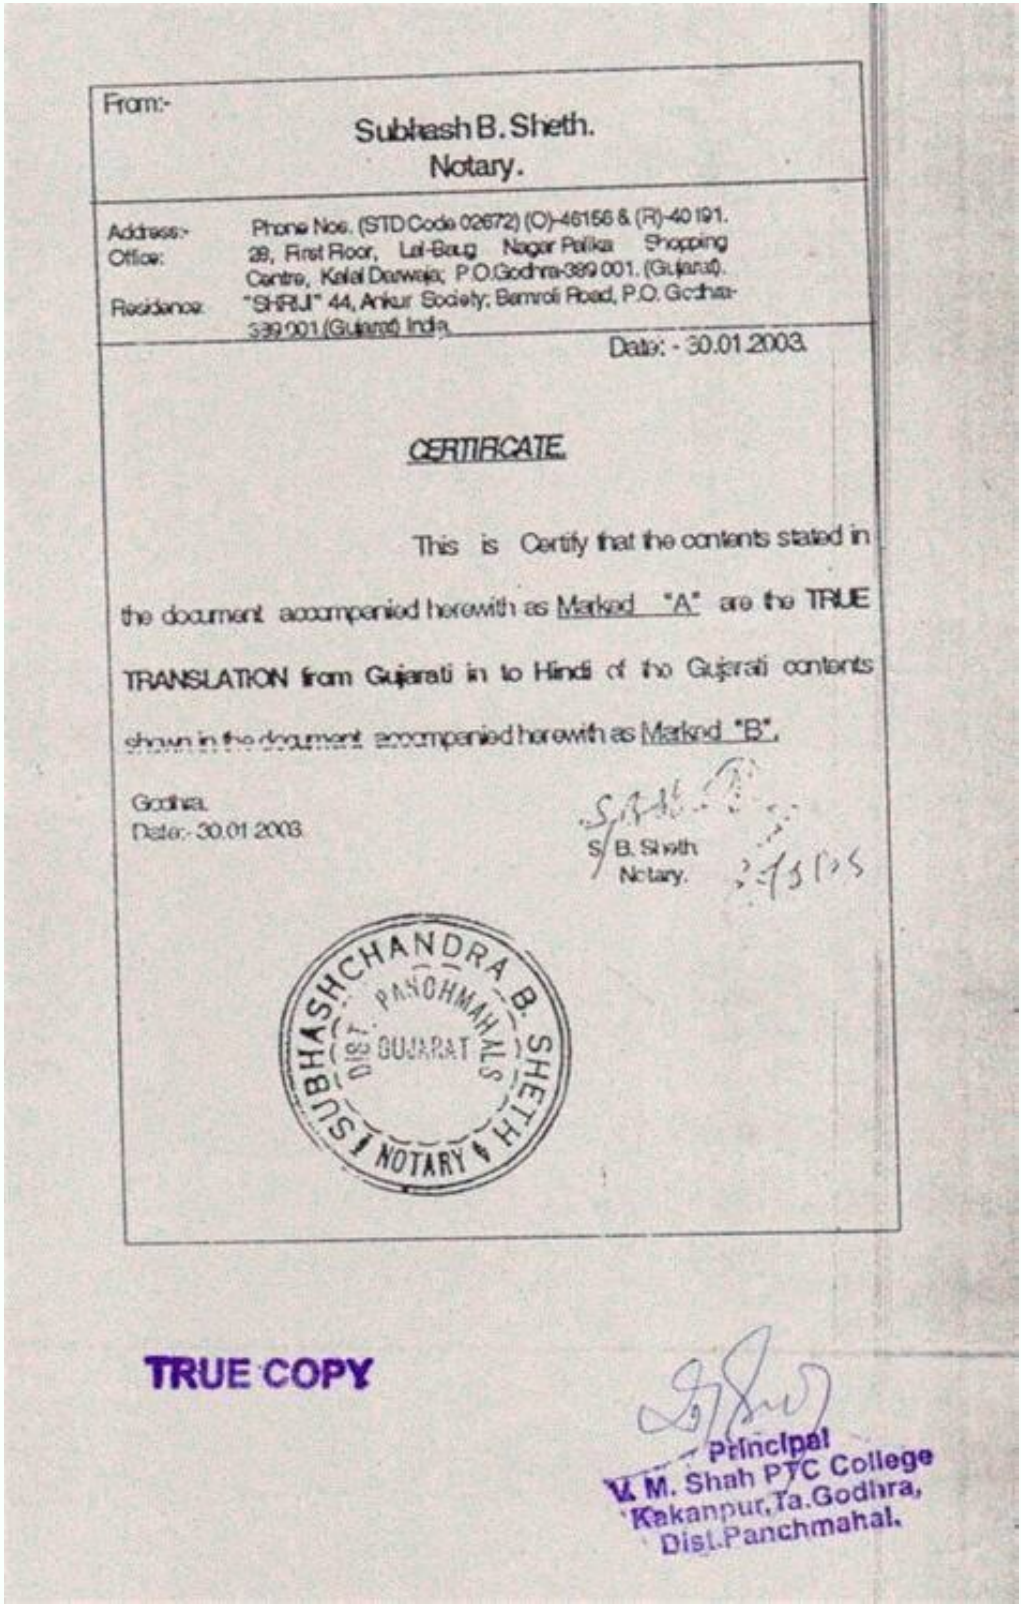 From:-
Subhash B. Sheth.
Notary.
Address:- Phone Nos. (STD Code 02672) (O)-46156 & (R)-40191.
Office: 28, First Floor, Lal-Baug Nagar Palika Shopping
Centre, Kalal Darwaja; P.O.Godhra-389 001. (Gujarat).
Residence: "SHRIJI" 44, Ankur Society; Bamroli Road, P.O. Godhra-
389 001 (Gujarat) India.
Date: - 30.01.2003.
CERTIFICATE.
This is Certify that the contents stated in
the document accompanied herewith as Marked "A" are the TRUE
TRANSLATION from Gujarati in to Hindi of the Gujarati contents
shown in the document accompanied herewith as Marked "B".
Godhra.
Date:- 30.01.2003.
S. B. Sheth
Notary.
SUBHASHCHANDRA B. SHETH
DIST. PANCHMAHALS
GUJARAT
NOTARY
TRUE COPY
Principal
V. M. Shah PTC College
Kakanpur, Ta.Godhra,
Dist.Panchmahal.